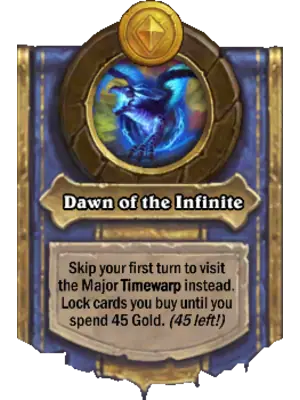 Dawn of the Infinite
Skip your first turn to visit
the Major Timewarp instead.
Lock cards you buy until you
spend 45 Gold. (45 left!)